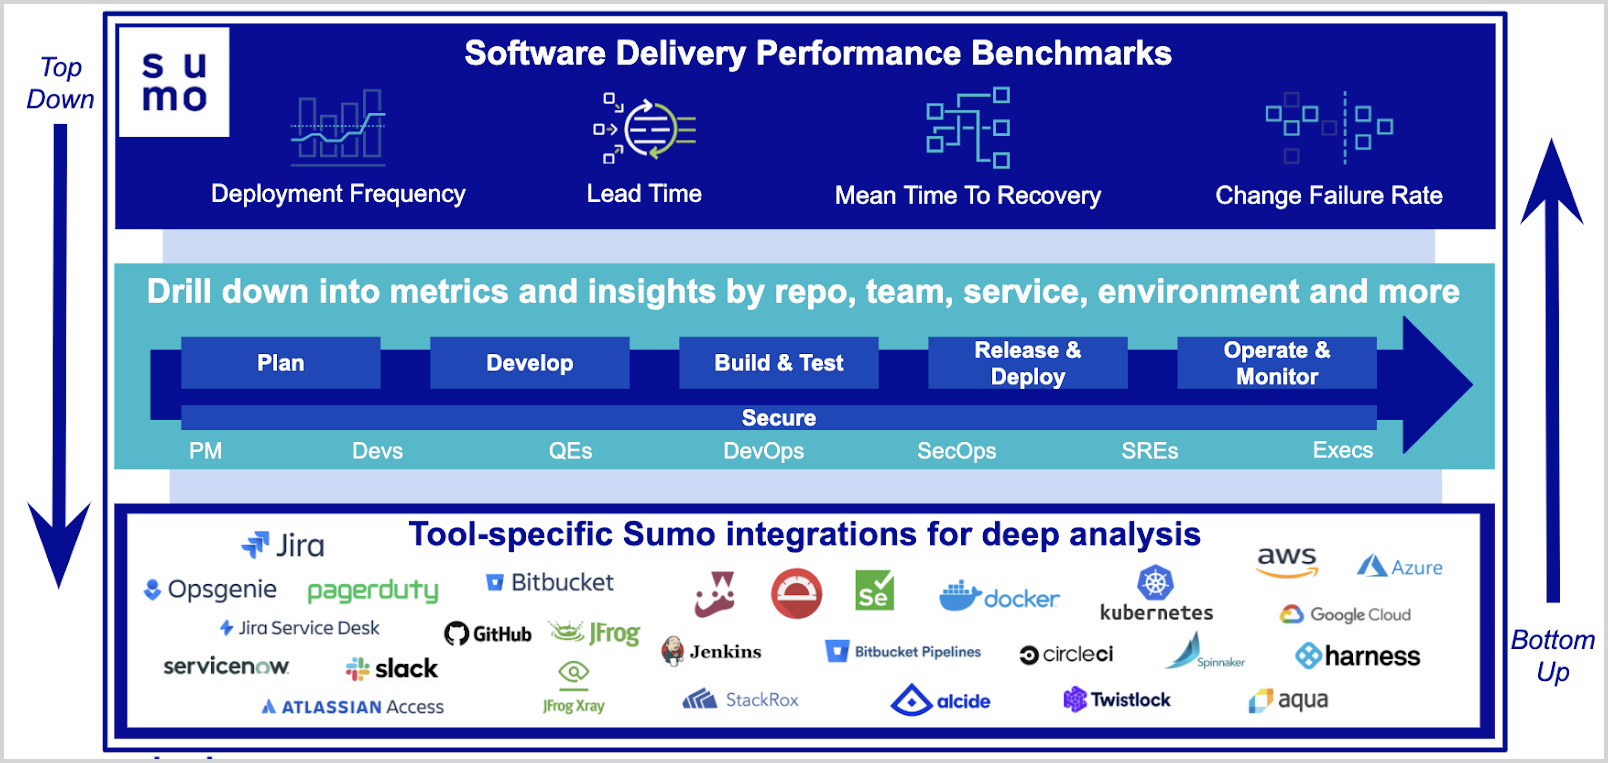 Top
Down
su
mo
Software Delivery Performance Benchmarks
Deployment Frequency
Lead Time
Mean Time To Recovery
Change Failure Rate
Drill down into metrics and insights by repo, team, service, environment and more
Plan
Develop
Build & Test
Release &
Deploy
Operate &
Monitor
Secure
PM
Devs
QEs
DevOps
SecOps
SREs
Execs
Tool-specific Sumo integrations for deep analysis
Jira
aws
Azure
Opsgenie
pagerduty
Bitbucket
Se
docker
kubernetes
Google Cloud
Jira Service Desk
GitHub
JFrog
Jenkins
Bitbucket Pipelines
circleci
Spinnaker
harness
servicenow
slack
JFrog Xray
StackRox
alcide
Twistlock
aqua
ATLASSIAN Access
Bottom
Up